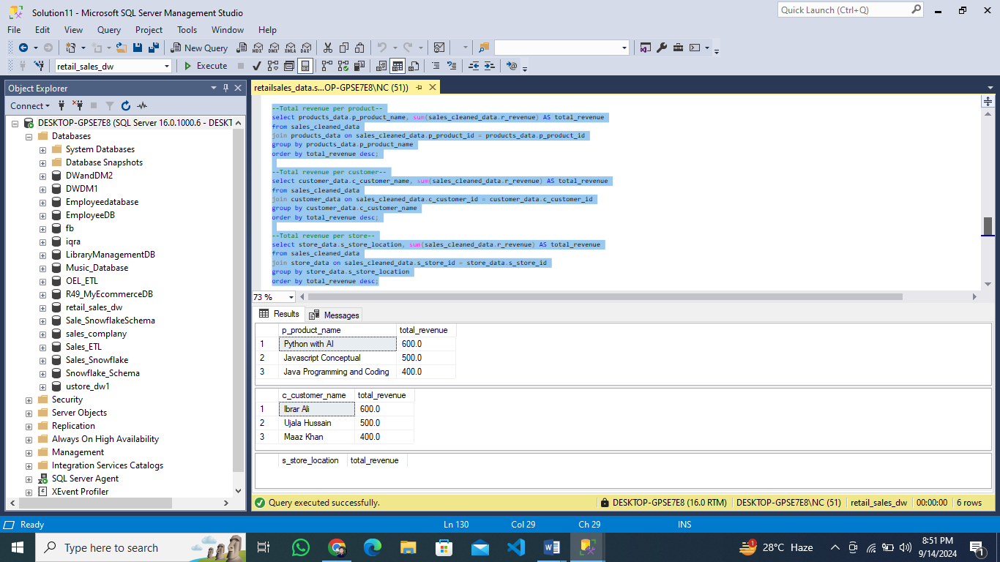 Solution11 - Microsoft SQL Server Management Studio
Quick Launch (Ctrl+Q)
File Edit View Query Project Tools Window Help
New Query MDX DMX XMLA DAX
retail_sales_dw Execute
Object Explorer
Connect
DESKTOP-GPSE7E8 (SQL Server 16.0.1000.6 - DESKT
Databases
System Databases
Database Snapshots
DWandDM2
DWDM1
Employeedatabase
EmployeeDB
fb
iqra
LibraryManagementDB
Music_Database
OEL_ETL
R49_MyEcommerceDB
retail_sales_dw
Sale_SnowflakeSchema
sales_complany
Sales_ETL
Sales_Snowflake
Snowflake_Schema
ustore_dw1
Security
Server Objects
Replication
Always On High Availability
Management
Integration Services Catalogs
SQL Server Agent
XEvent Profiler
retailsales_data.s...OP-GPSE7E8\NC (51))
--Total revenue per product--
select products_data.p_product_name, sum(sales_cleaned_data.r_revenue) AS total_revenue
from sales_cleaned_data
join products_data on sales_cleaned_data.p_product_id = products_data.p_product_id
group by products_data.p_product_name
order by total_revenue desc;
--Total revenue per customer--
select customer_data.c_customer_name, sum(sales_cleaned_data.r_revenue) AS total_revenue
from sales_cleaned_data
join customer_data on sales_cleaned_data.c_customer_id = customer_data.c_customer_id
group by customer_data.c_customer_name
order by total_revenue desc;
--Total revenue per store--
select store_data.s_store_location, sum(sales_cleaned_data.r_revenue) AS total_revenue
from sales_cleaned_data
join store_data on sales_cleaned_data.s_store_id = store_data.s_store_id
group by store_data.s_store_location
order by total_revenue desc;
73 %
Results Messages
p_product_name total_revenue
1 Python with AI 600.0
2 Javascript Conceptual 500.0
3 Java Programming and Coding 400.0
c_customer_name total_revenue
1 Ibrar Ali 600.0
2 Ujala Hussain 500.0
3 Maaz Khan 400.0
s_store_location total_revenue
Query executed successfully. DESKTOP-GPSE7E8 (16.0 RTM) DESKTOP-GPSE7E8\NC (51) retail_sales_dw 00:00:00 6 rows
Ready Ln 130 Col 29 Ch 29 INS
Type here to search
28°C Haze
8:51 PM
9/14/2024
1
1